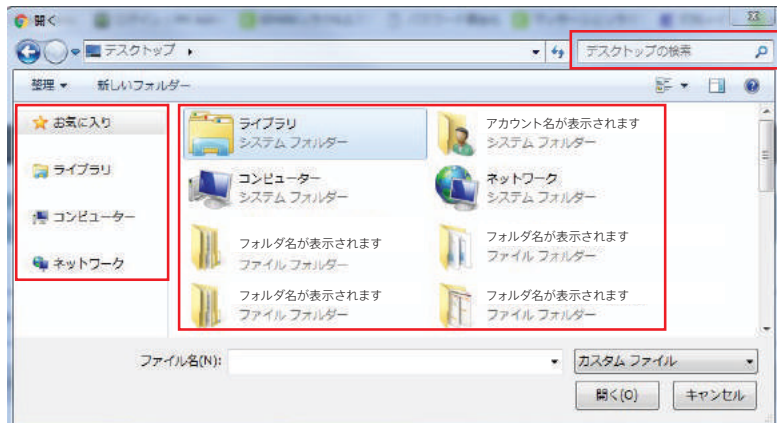 開く
デスクトップ
デスクトップの検索
整理
新しいフォルダー
お気に入り
ライブラリ
コンピューター
ネットワーク
ライブラリ
システム フォルダー
アカウント名が表示されます
システム フォルダー
コンピューター
システム フォルダー
ネットワーク
システム フォルダー
フォルダ名が表示されます
ファイル フォルダー
フォルダ名が表示されます
ファイル フォルダー
フォルダ名が表示されます
ファイル フォルダー
フォルダ名が表示されます
ファイル フォルダー
ファイル名(N):
カスタム ファイル
開く(O)
キャンセル